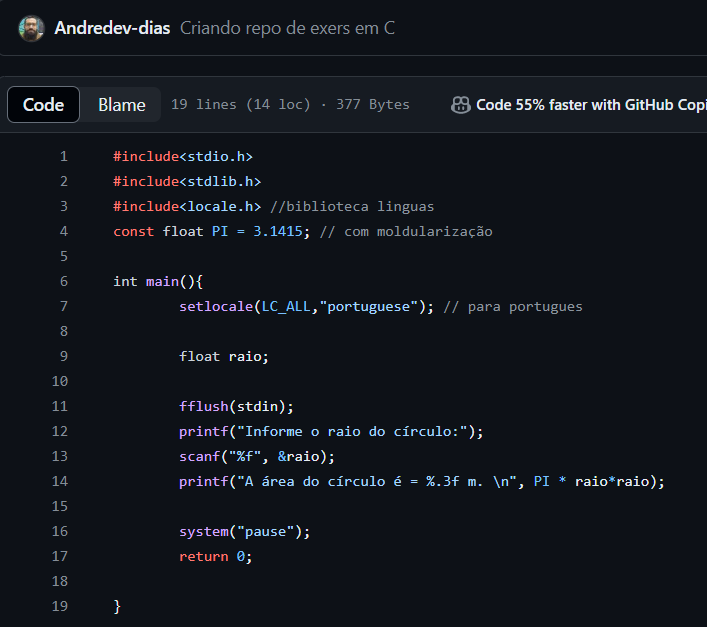 Andredev-dias Criando repo de exers em C
Code Blame 19 lines (14 loc) · 377 Bytes Code 55% faster with GitHub Copi
1 #include<stdio.h>
2 #include<stdlib.h>
3 #include<locale.h> //biblioteca linguas
4 const float PI = 3.1415; // com moldularização
5
6 int main(){
7 setlocale(LC_ALL,"portuguese"); // para portugues
8
9 float raio;
10
11 fflush(stdin);
12 printf("Informe o raio do círculo:");
13 scanf("%f", &raio);
14 printf("A área do círculo é = %.3f m. \n", PI * raio*raio);
15
16 system("pause");
17 return 0;
18
19 }